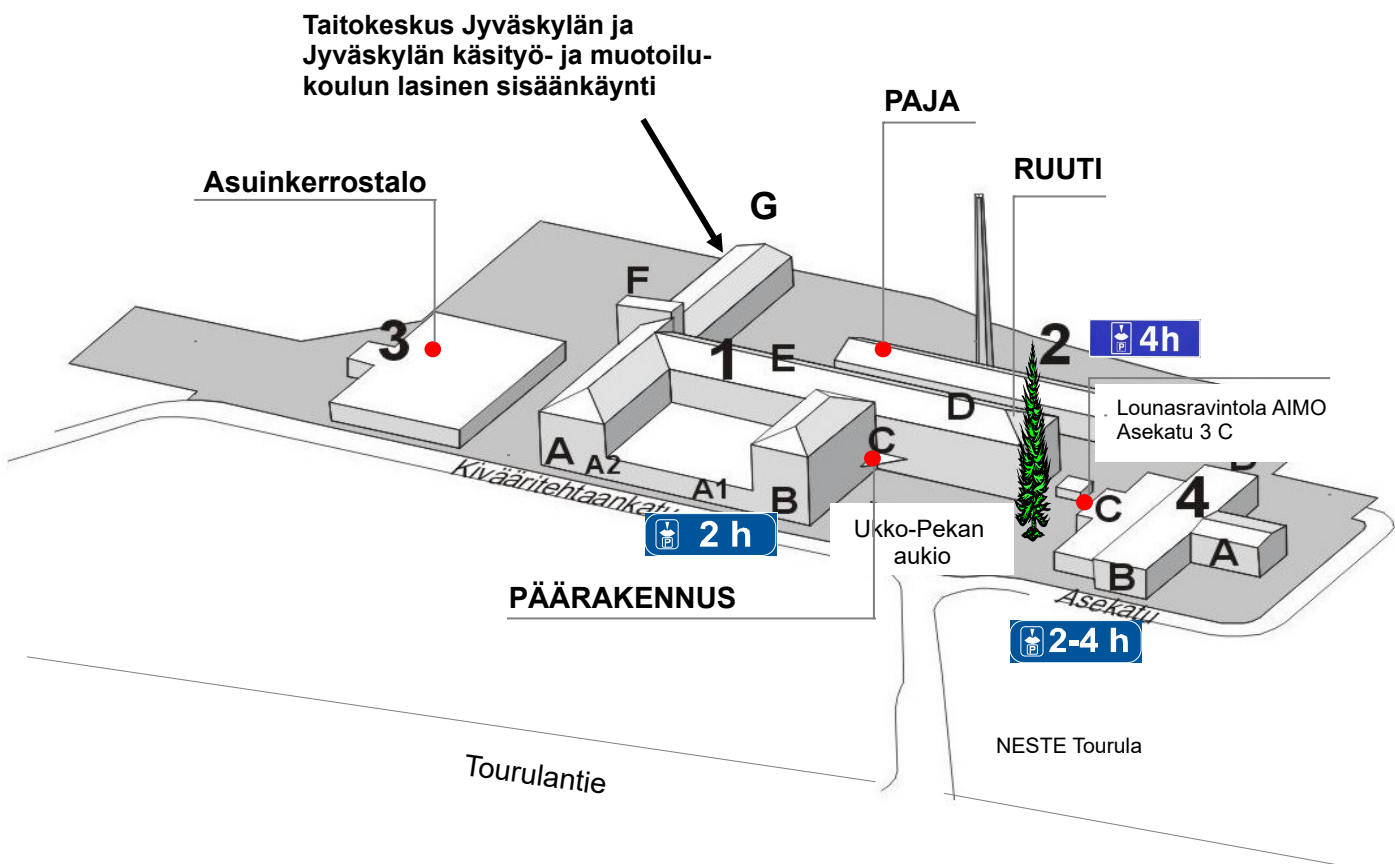 Taitokeskus Jyväskylän ja
Jyväskylän käsityö- ja muotoilu-
koulun lasinen sisäänkäynti
PAJA
RUUTI
Asuinkerrostalo
G
F
3
1
E
2
P 4h
D
Lounasravintola AIMO
Asekatu 3 C
C
A
A2
A1
B
Kivääritehtaankatu
P 2 h
Ukko-Pekan
aukio
D
4
C
A
B
Asekatu
PÄÄRAKENNUS
P 2-4 h
NESTE Tourula
Tourulantie